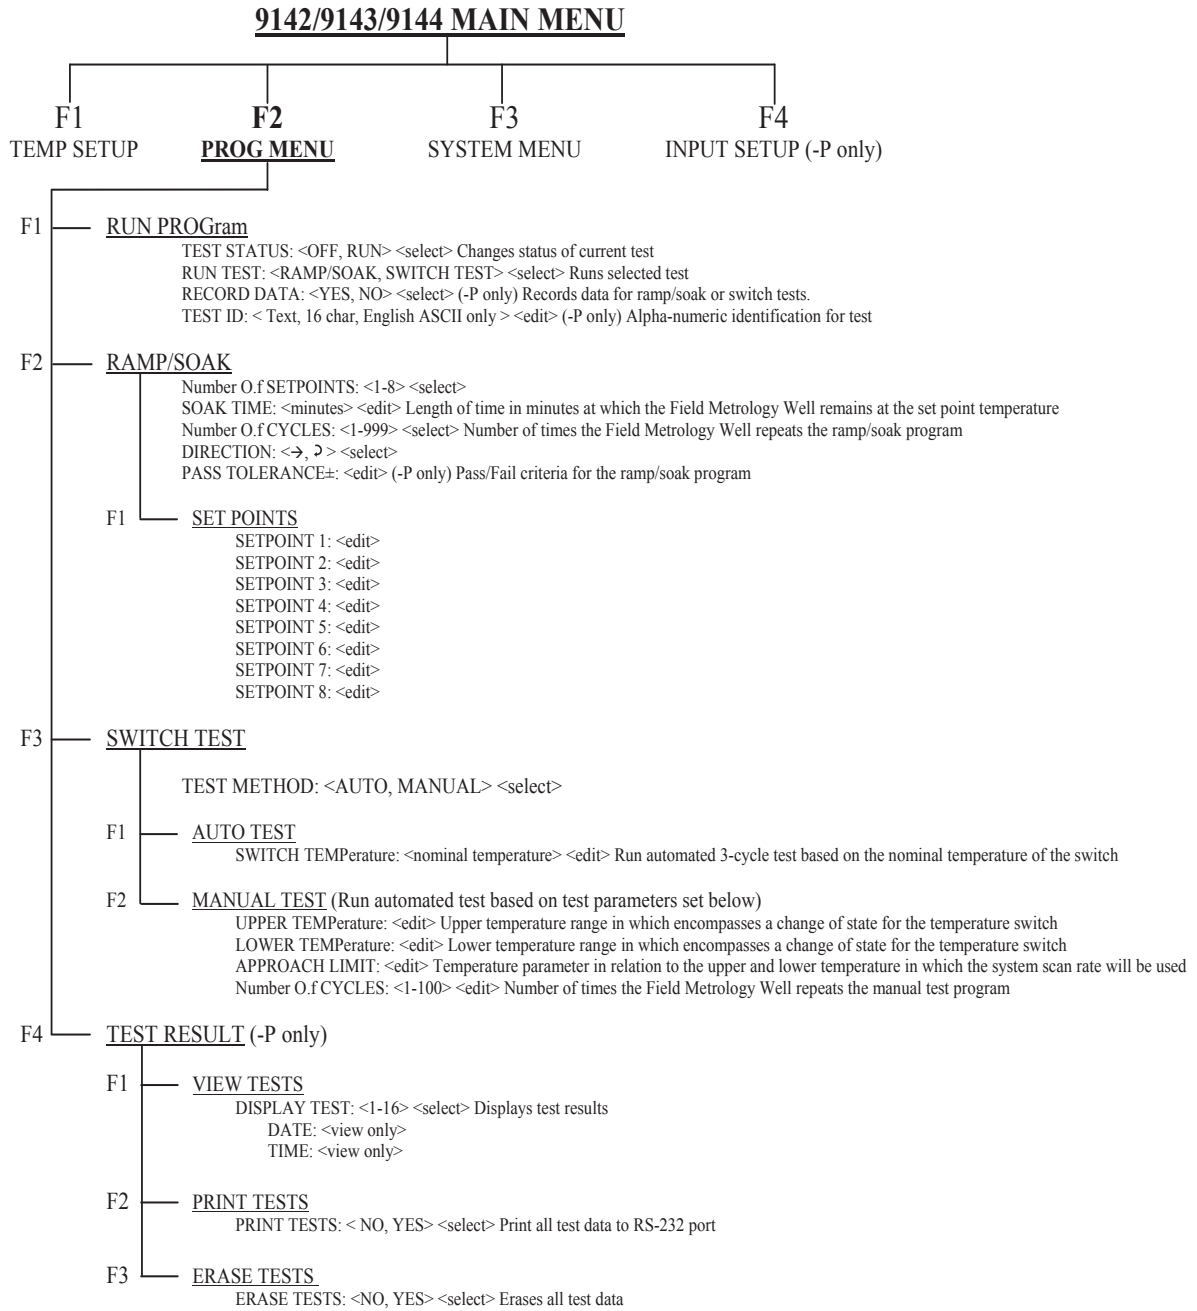 9142/9143/9144 MAIN MENU
F1 F2 F3 F4
TEMP SETUP PROG MENU SYSTEM MENU INPUT SETUP (-P only)
F1 RUN PROGram
TEST STATUS: <OFF, RUN> <select> Changes status of current test
RUN TEST: <RAMP/SOAK, SWITCH TEST> <select> Runs selected test
RECORD DATA: <YES, NO> <select> (-P only) Records data for ramp/soak or switch tests.
TEST ID: < Text, 16 char, English ASCII only > <edit> (-P only) Alpha-numeric identification for test
F2 RAMP/SOAK
Number O.f SETPOINTS: <1-8> <select>
SOAK TIME: <minutes> <edit> Length of time in minutes at which the Field Metrology Well remains at the set point temperature
Number O.f CYCLES: <1-999> <select> Number of times the Field Metrology Well repeats the ramp/soak program
DIRECTION: <→, ⤸> <select>
PASS TOLERANCE±: <edit> (-P only) Pass/Fail criteria for the ramp/soak program
F1 SET POINTS
SETPOINT 1: <edit>
SETPOINT 2: <edit>
SETPOINT 3: <edit>
SETPOINT 4: <edit>
SETPOINT 5: <edit>
SETPOINT 6: <edit>
SETPOINT 7: <edit>
SETPOINT 8: <edit>
F3 SWITCH TEST
TEST METHOD: <AUTO, MANUAL> <select>
F1 AUTO TEST
SWITCH TEMPerature: <nominal temperature> <edit> Run automated 3-cycle test based on the nominal temperature of the switch
F2 MANUAL TEST (Run automated test based on test parameters set below)
UPPER TEMPerature: <edit> Upper temperature range in which encompasses a change of state for the temperature switch
LOWER TEMPerature: <edit> Lower temperature range in which encompasses a change of state for the temperature switch
APPROACH LIMIT: <edit> Temperature parameter in relation to the upper and lower temperature in which the system scan rate will be used
Number O.f CYCLES: <1-100> <edit> Number of times the Field Metrology Well repeats the manual test program
F4 TEST RESULT (-P only)
F1 VIEW TESTS
DISPLAY TEST: <1-16> <select> Displays test results
DATE: <view only>
TIME: <view only>
F2 PRINT TESTS
PRINT TESTS: < NO, YES> <select> Print all test data to RS-232 port
F3 ERASE TESTS
ERASE TESTS: <NO, YES> <select> Erases all test data